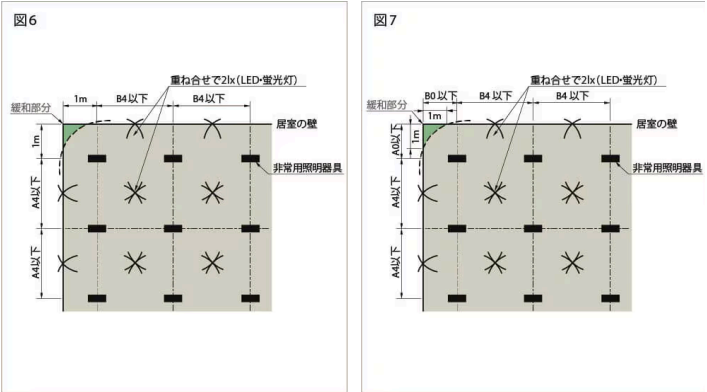 図6
重ね合せで2lx(LED・蛍光灯)
1m
B4以下
B4以下
緩和部分
居室の壁
1m
非常用照明器具
A4以下
A4以下
図7
重ね合せで2lx(LED・蛍光灯)
B0以下
B4以下
B4以下
緩和部分
1m
居室の壁
A0以下
1m
非常用照明器具
A4以下
A4以下